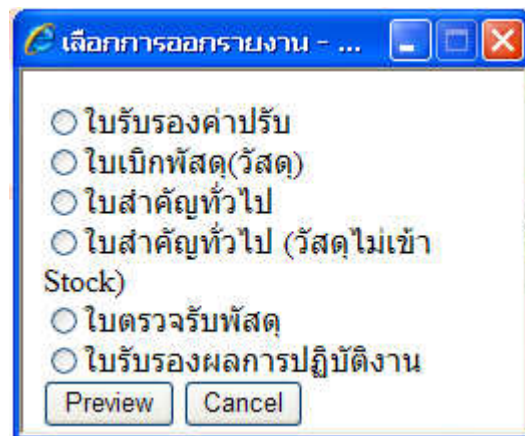 เลือกการออกรายงาน - ...
ใบรับรองค่าปรับ
ใบเบิกพัสดุ(วัสดุ)
ใบสำคัญทั่วไป
ใบสำคัญทั่วไป (วัสดุไม่เข้า
Stock)
ใบตรวจรับพัสดุ
ใบรับรองผลการปฏิบัติงาน
Preview Cancel